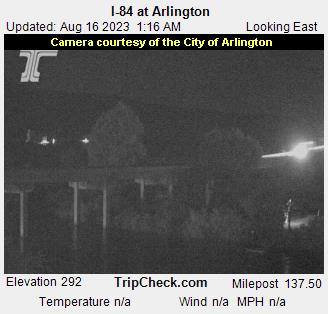 I-84 at Arlington
Updated: Aug 16 2023 1:16 AM Looking East
Camera courtesy of the City of Arlington
Elevation 292 TripCheck.com Milepost 137.50
Temperature n/a Wind n/a MPH n/a